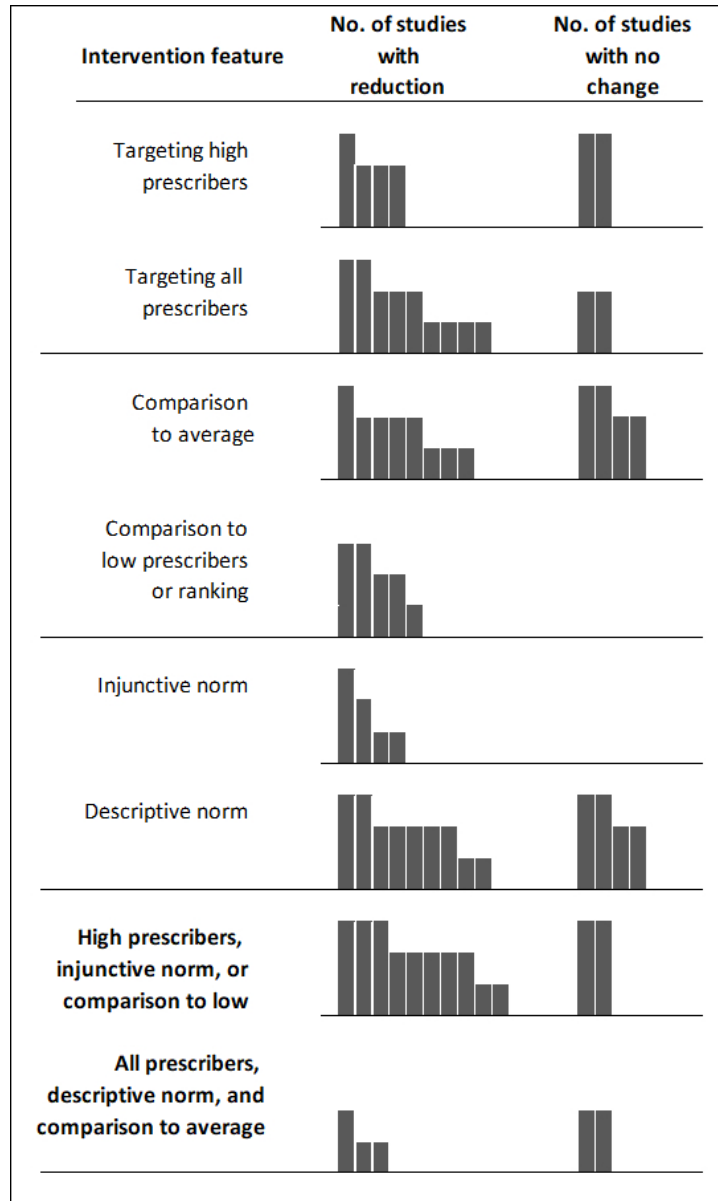 Intervention feature
No. of studies
with
reduction
No. of studies
with no
change
Targeting high
prescribers
Targeting all
prescribers
Comparison
to average
Comparison to
low prescribers
or ranking
Injunctive norm
Descriptive norm
High prescribers,
injunctive norm, or
comparison to low
All prescribers,
descriptive norm, and
comparison to average